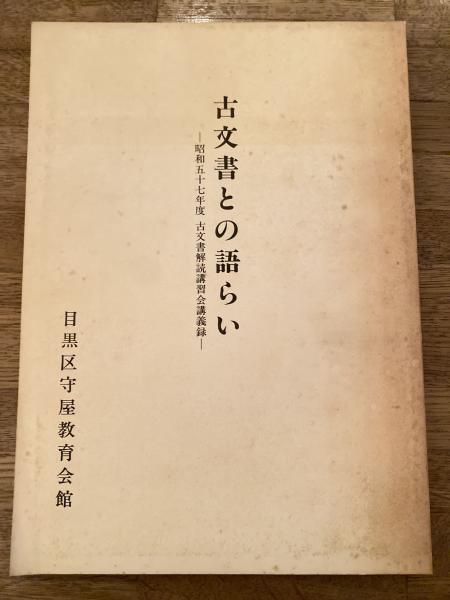 古文書との語らい
―昭和五十七年度 古文書解読講習会講義録―
目黒区守屋教育会館